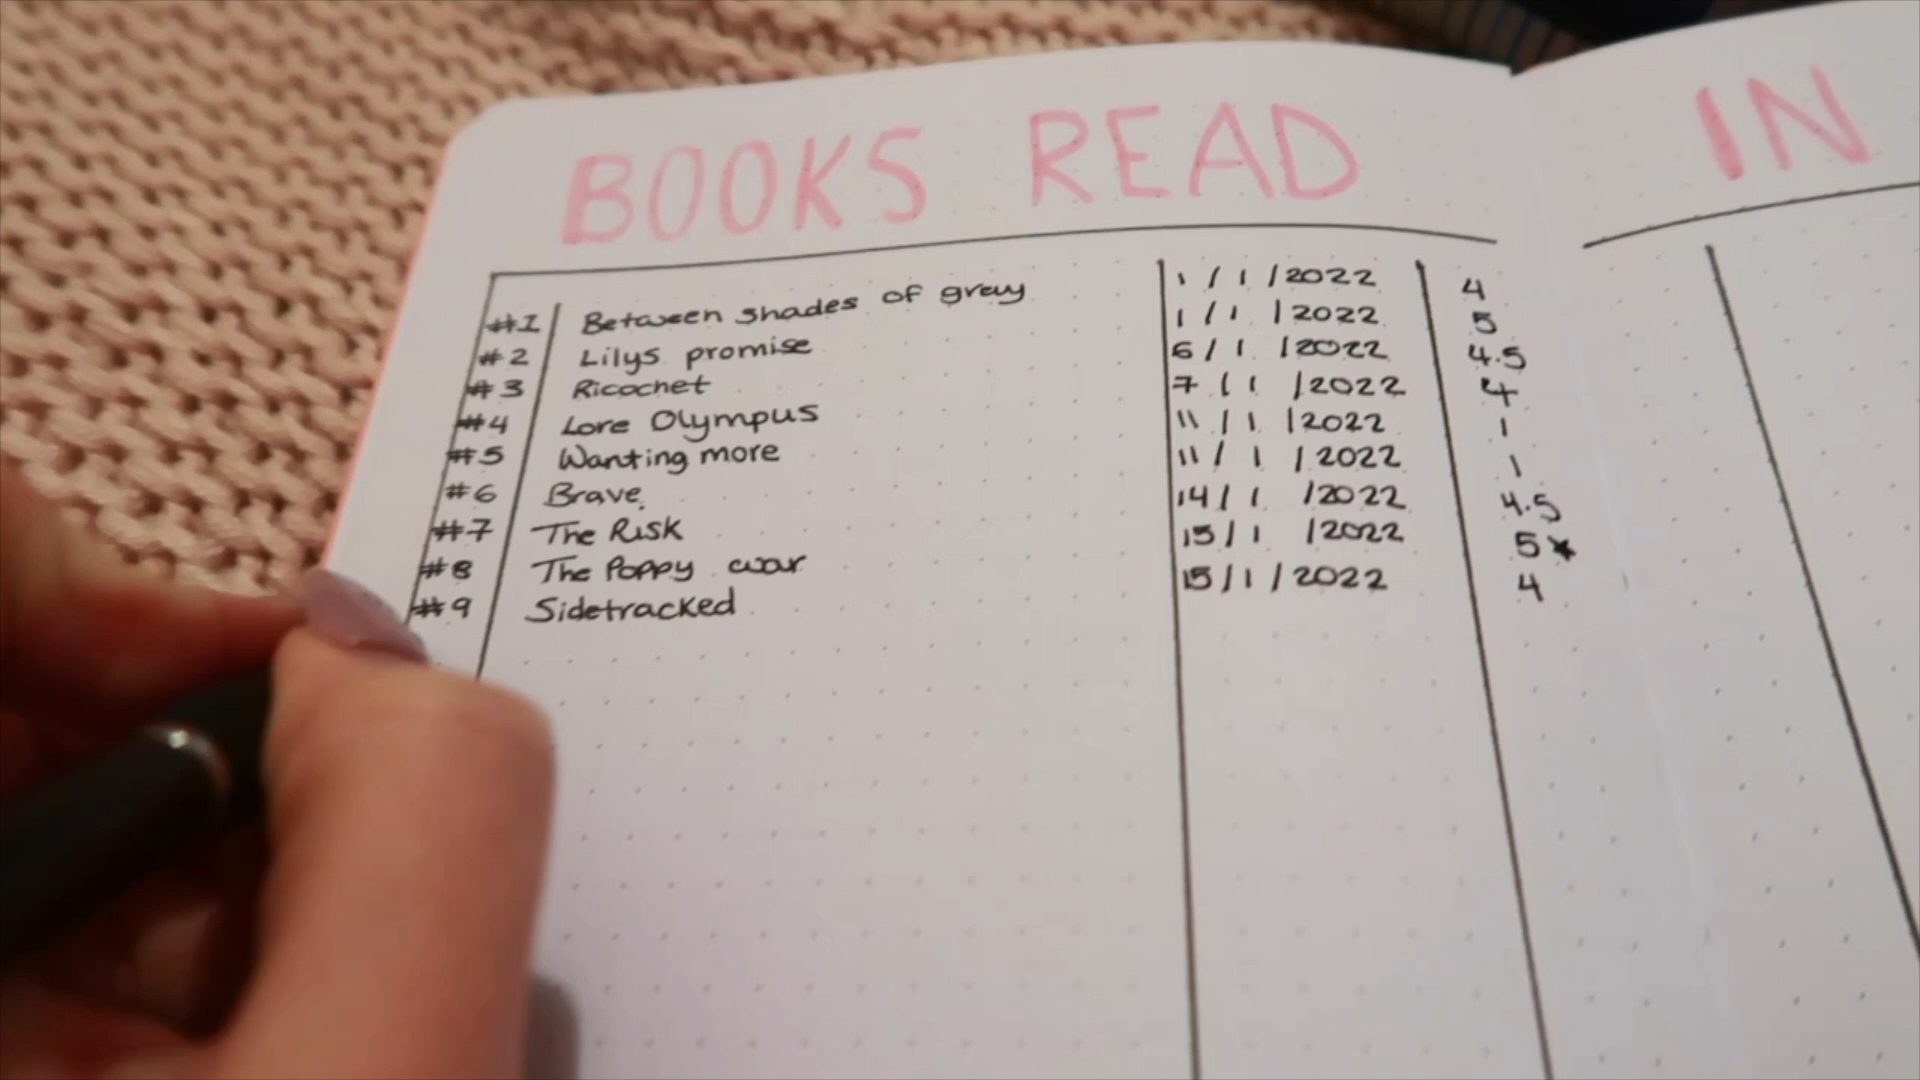 BOOKS READ IN
#1 Between shades of gray 1/1/2022 4
#2 Lilys promise 1/1/2022 5
#3 Ricochet 6/1/2022 4.5
#4 Lore Olympus 7/1/2022 4
#5 Wanting more 11/1/2022 1
#6 Brave 11/1/2022 1
#7 The Risk 14/1/2022 4.5
#8 The Poppy war 15/1/2022 5★
#9 Sidetracked 15/1/2022 4